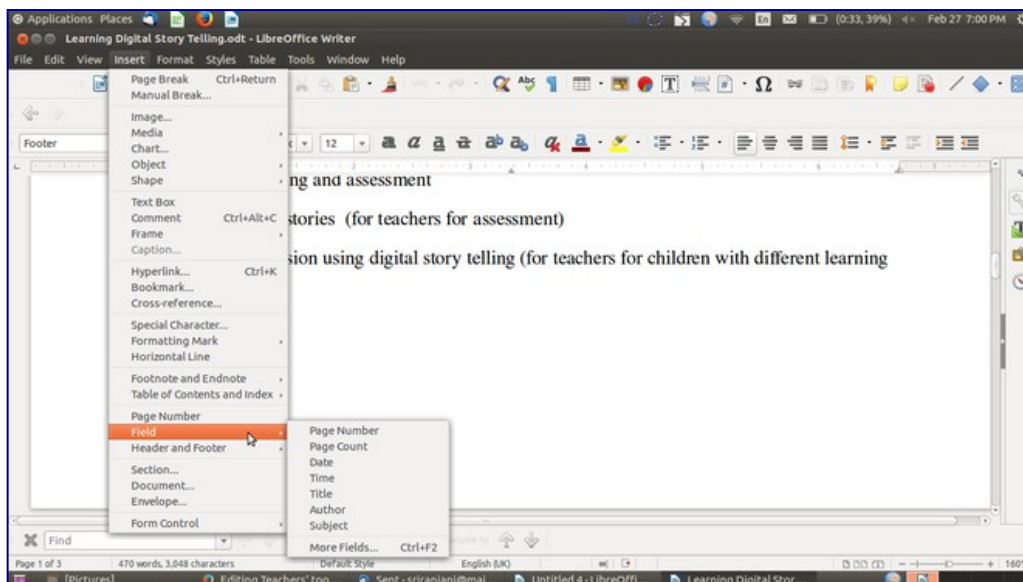 Applications Places En (0:33, 39%) Feb 27 7:00 PM
Learning Digital Story Telling.odt - LibreOffice Writer
File Edit View Insert Format Styles Table Tools Window Help
Page Break Ctrl+Return
Manual Break...
Image...
Media
Chart...
Object
Shape
Text Box
Comment Ctrl+Alt+C
Frame
Caption...
Hyperlink... Ctrl+K
Bookmark...
Cross-reference...
Special Character...
Formatting Mark
Horizontal Line
Footnote and Endnote
Table of Contents and Index
Page Number
Field
Header and Footer
Section...
Document...
Envelope...
Form Control
Page Number
Page Count
Date
Time
Title
Author
Subject
More Fields... Ctrl+F2
Footer 12
ng and assessment
stories (for teachers for assessment)
sion using digital story telling (for teachers for children with different learning
Find
Page 1 of 3 470 words, 3,048 characters Default Style English (UK) 160
[Pictures] Editing Teachers' too... Sent - sriranjani@mai... Untitled 4 - LibreOffi... Learning Digital Stor...